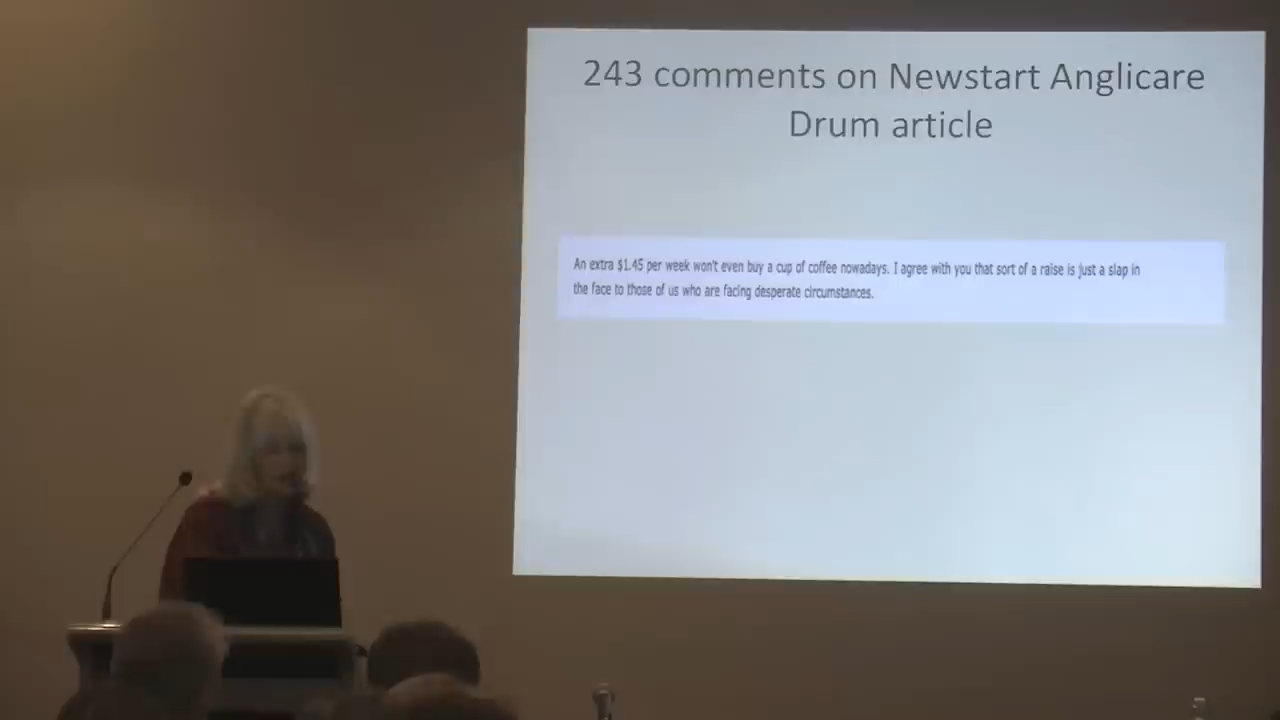 243 comments on Newstart Anglicare
Drum article
An extra $1.45 per week won't even buy a cup of coffee nowadays. I agree with you that sort of a raise is just a slap in
the face to those of us who are facing desperate circumstances.